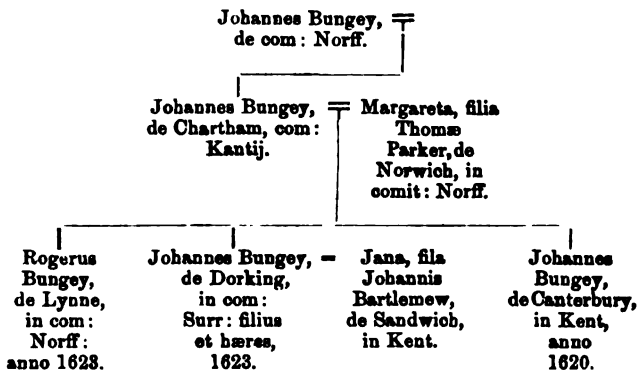 Johannes Bungey, =
de com: Norff.
Johannes Bungey, =
de Chartham, com:
Kantij.
Margareta, filia
Thomæ
Parker, de
Norwich, in
comit: Norff.
Rogerus
Bungey,
de Lynne,
in com:
Norff:
anno 1623.
Johannes Bungey, =
de Dorking,
in com:
Surr: filius
et hæres,
1623.
Jana, fila
Johannis
Bartlemew,
de Sandwich,
in Kent.
Johannes
Bungey,
de Canterbury,
in Kent,
anno
1620.